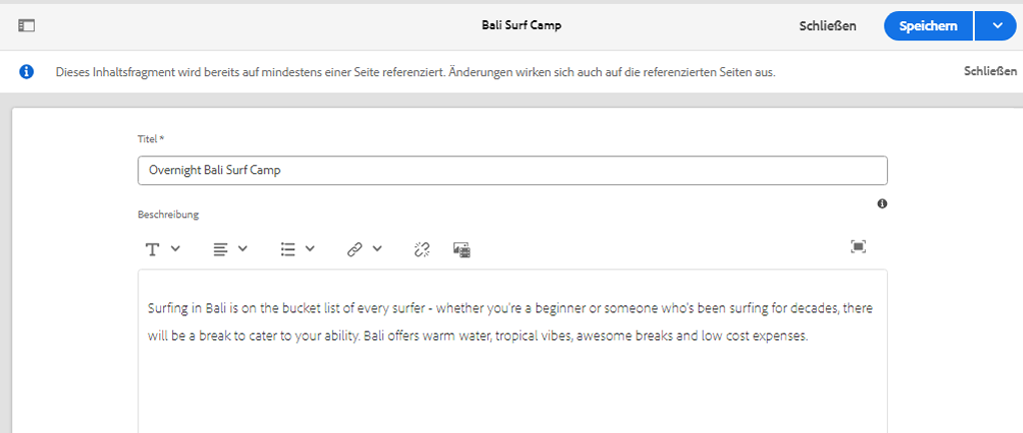 Bali Surf Camp
Schließen
Speichern
Dieses Inhaltsfragment wird bereits auf mindestens einer Seite referenziert. Änderungen wirken sich auch auf die referenzierten Seiten aus.
Schließen
Titel *
Overnight Bali Surf Camp
Beschreibung
Surfing in Bali is on the bucket list of every surfer - whether you're a beginner or someone who's been surfing for decades, there
will be a break to cater to your ability. Bali offers warm water, tropical vibes, awesome breaks and low cost expenses.